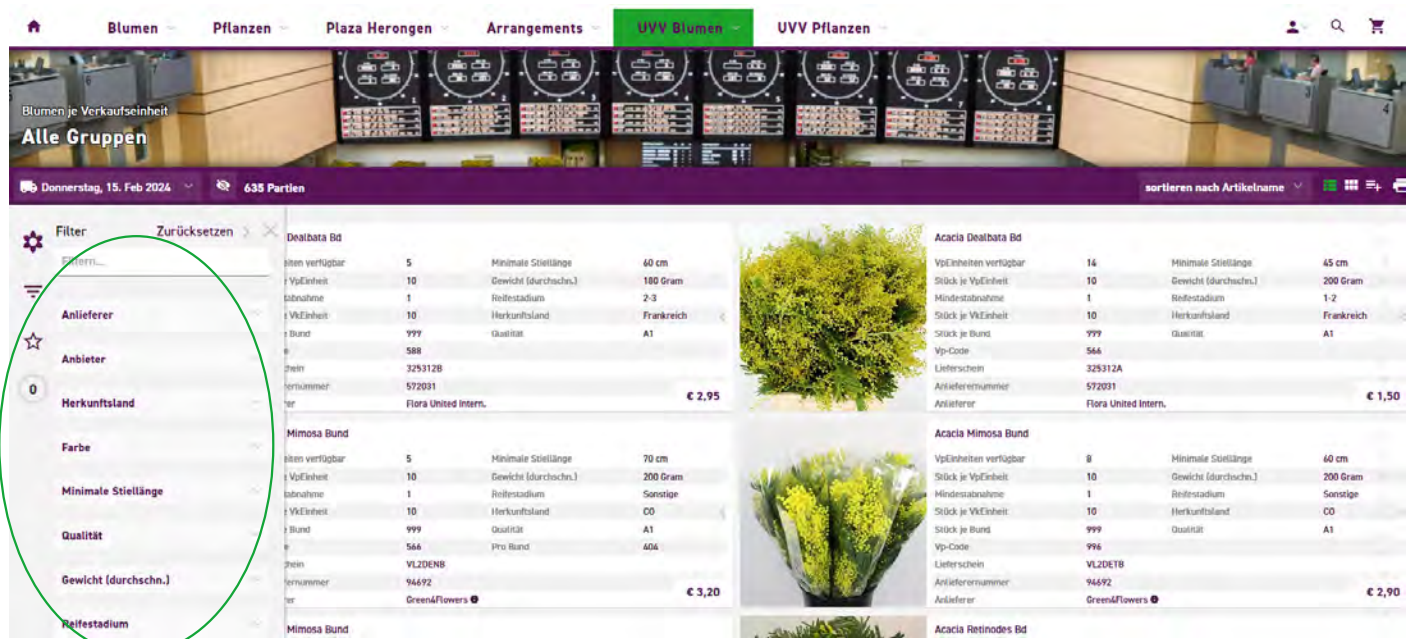 Blumen Pflanzen Plaza Herongen Arrangements UVV Blumen UVV Pflanzen
Blumen je Verkaufseinheit
Alle Gruppen
Donnerstag, 15. Feb 2024 635 Partien sortieren nach Artikelname
Filter Zurücksetzen
Filtern...
Anlieferer
Anbieter
0
Herkunftsland
Farbe
Minimale Stiellänge
Qualität
Gewicht (durchschn.)
Reifestadium
Dealbata Bd
5 Minimale Stiellänge 60 cm
VpEinheit 10 Gewicht (durchschn.) 180 Gram
1 Reifestadium 2-3
VkEinheit 10 Herkunftsland Frankreich
Bund 999 Qualität A1
588
325312B
572031
Flora United Intern.
€ 2,95
Acacia Dealbata Bd
VpEinheiten verfügbar 14 Minimale Stiellänge 45 cm
Stück je VpEinheit 10 Gewicht (durchschn.) 200 Gram
Mindestabnahme 1 Reifestadium 1-2
Stück je VkEinheit 10 Herkunftsland Frankreich
Stück je Bund 999 Qualität A1
Vp-Code 566
Lieferschein 325312A
Anlieferernummer 572031
Anlieferer Flora United Intern.
€ 1,50
Mimosa Bund
5 Minimale Stiellänge 70 cm
VpEinheit 10 Gewicht (durchschn.) 200 Gram
1 Reifestadium Sonstige
VkEinheit 10 Herkunftsland CO
Bund 999 Qualität A1
566 Pro Bund 404
VL2DENB
94692
Green4Flowers
€ 3,20
Acacia Mimosa Bund
VpEinheiten verfügbar 8 Minimale Stiellänge 60 cm
Stück je VpEinheit 10 Gewicht (durchschn.) 200 Gram
Mindestabnahme 1 Reifestadium Sonstige
Stück je VkEinheit 10 Herkunftsland CO
Stück je Bund 999 Qualität A1
Vp-Code 996
Lieferschein VL2DETB
Anlieferernummer 94692
Anlieferer Green4Flowers
€ 2,90
Mimosa Bund
Acacia Retinodes Bd